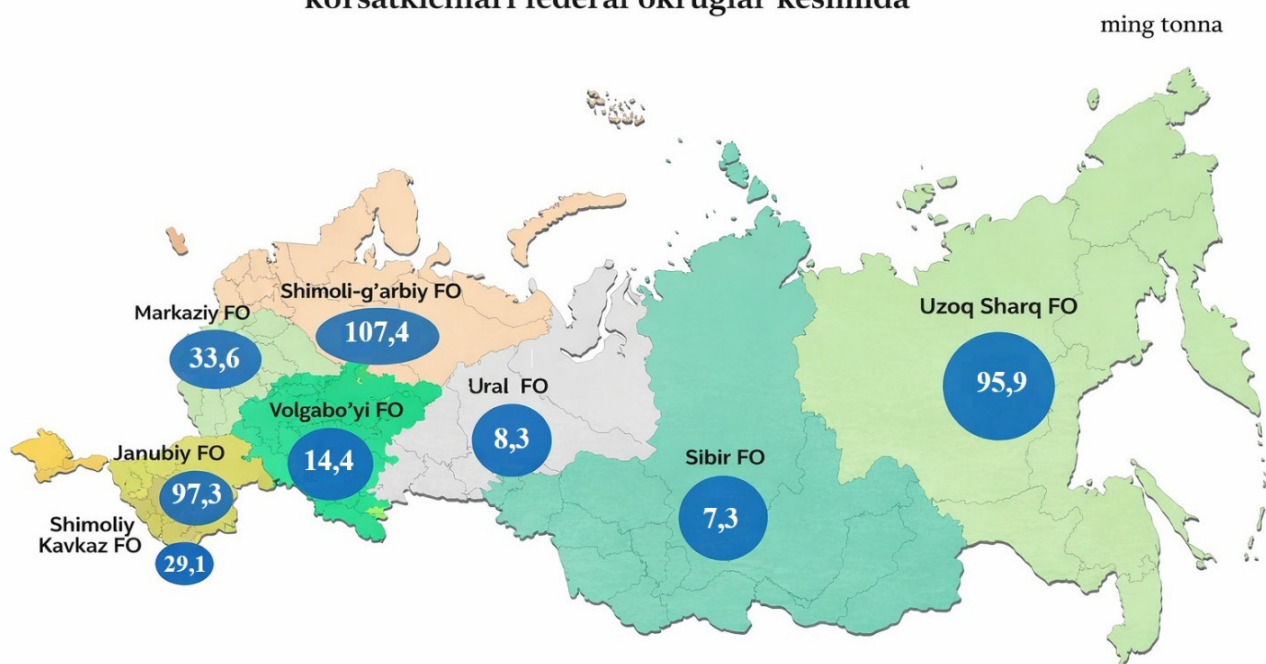 ko'rsatkichlari federal okruglar kesimida
ming tonna
Shimoli-g'arbiy FO
107,4
Markaziy FO
33,6
Uzoq Sharq FO
95,9
Ural FO
8,3
Volgabo'yi FO
14,4
Janubiy FO
97,3
Sibir FO
7,3
Shimoliy
Kavkaz FO
29,1